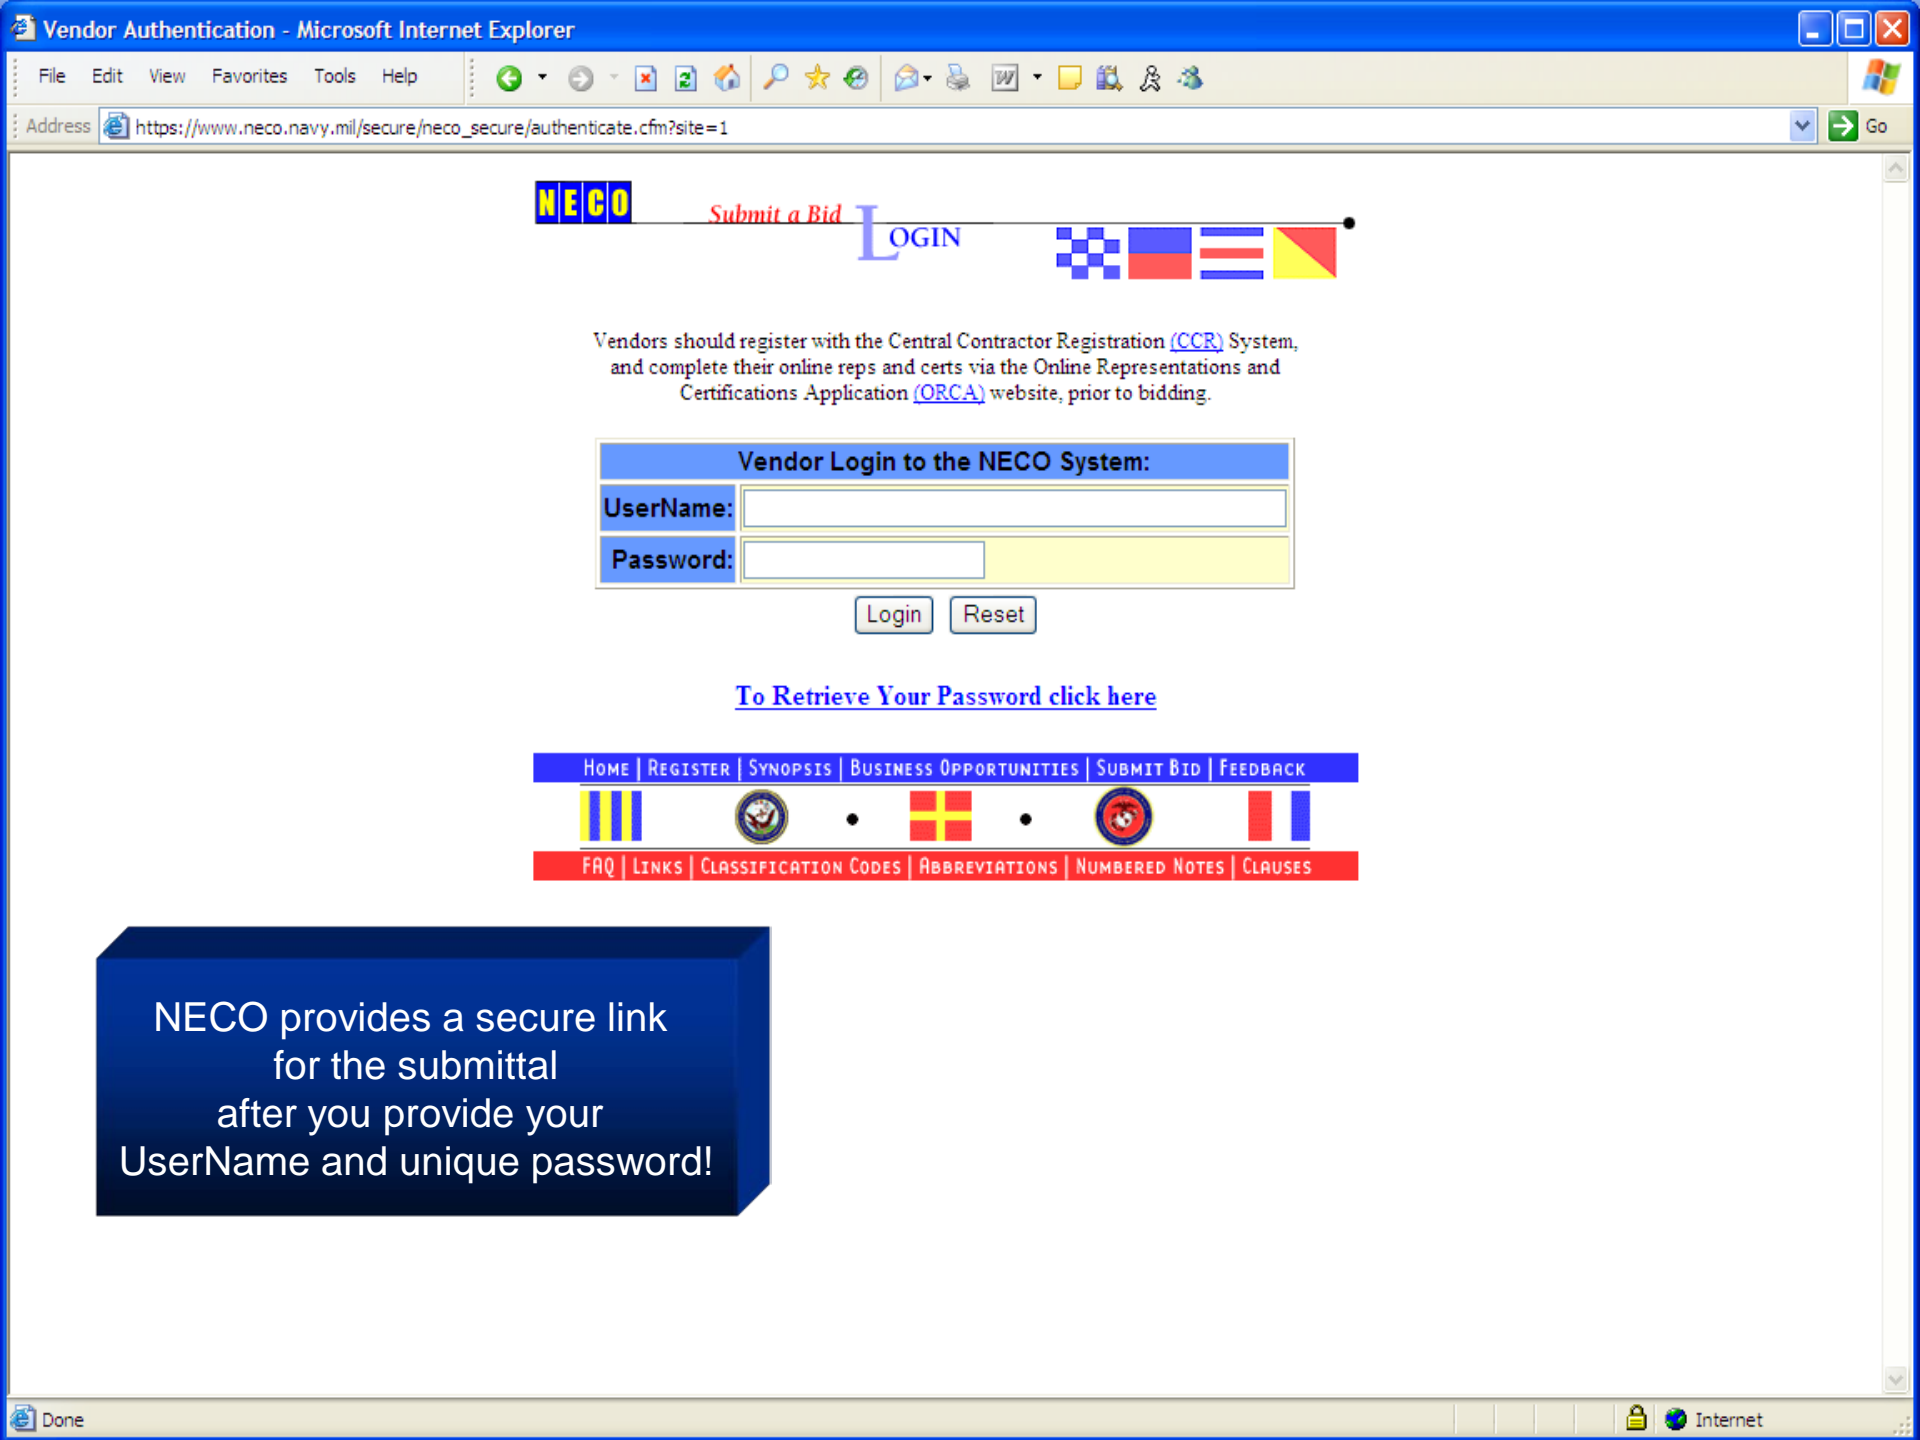 Vendor Authentication - Microsoft Internet Explorer
File Edit View Favorites Tools Help
Address https://www.neco.navy.mil/secure/neco_secure/authenticate.cfm?site=1 Go
NECO
Submit a Bid
LOGIN
Vendors should register with the Central Contractor Registration (CCR) System,
and complete their online reps and certs via the Online Representations and
Certifications Application (ORCA) website, prior to bidding.
Vendor Login to the NECO System:
UserName:
Password:
Login Reset
To Retrieve Your Password click here
HOME | REGISTER | SYNOPSIS | BUSINESS OPPORTUNITIES | SUBMIT BID | FEEDBACK
FAQ | LINKS | CLASSIFICATION CODES | ABBREVIATIONS | NUMBERED NOTES | CLAUSES
NECO provides a secure link
for the submittal
after you provide your
UserName and unique password!
Done Internet